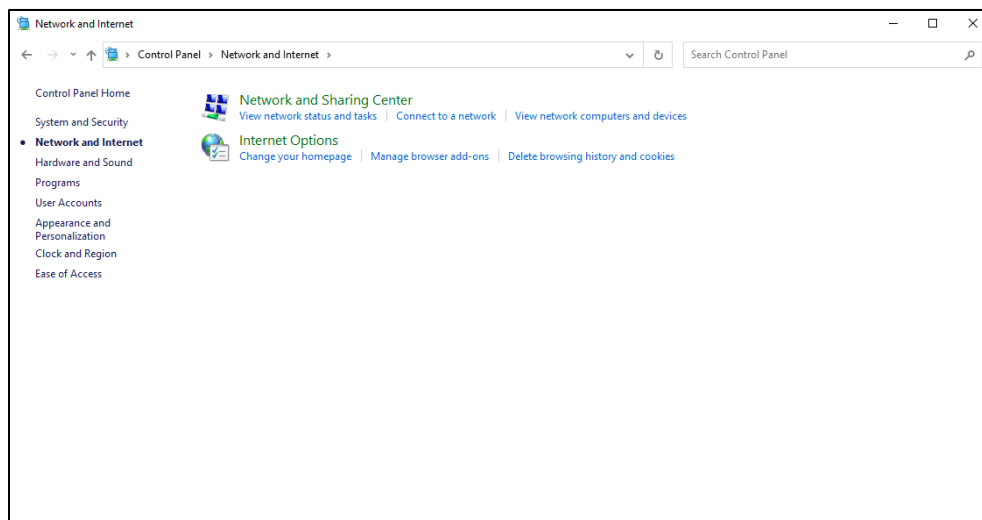 Network and Internet
Control Panel › Network and Internet ›
Search Control Panel
Control Panel Home
System and Security
Network and Internet
Hardware and Sound
Programs
User Accounts
Appearance and
Personalization
Clock and Region
Ease of Access
Network and Sharing Center
View network status and tasks | Connect to a network | View network computers and devices
Internet Options
Change your homepage | Manage browser add-ons | Delete browsing history and cookies